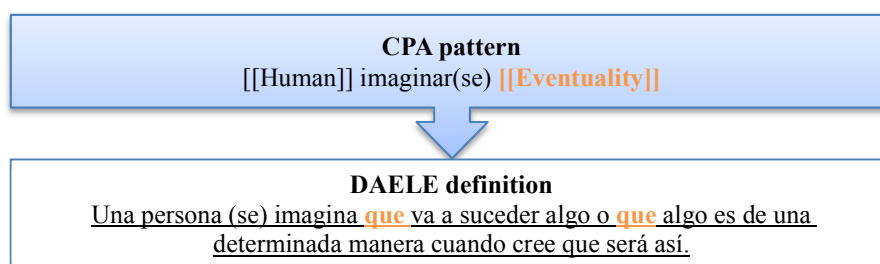 CPA pattern
[[Human]] imaginar(se) [[Eventuality]]
DAELE definition
Una persona (se) imagina que va a suceder algo o que algo es de una
determinada manera cuando cree que será así.